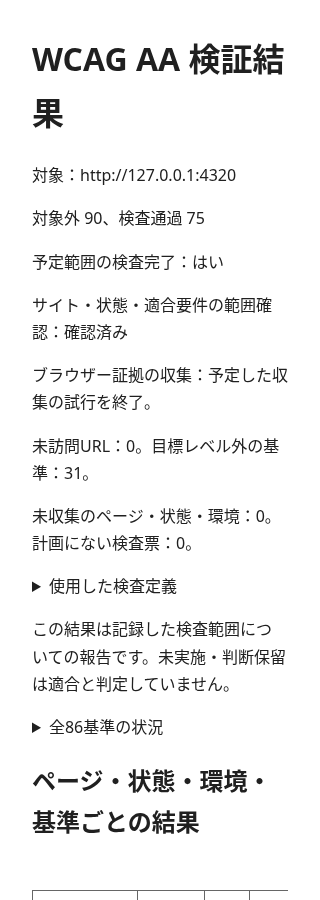 WCAG AA 検証結
果
対象：http://127.0.0.1:4320
対象外 90、検査通過 75
予定範囲の検査完了：はい
サイト・状態・適合要件の範囲確
認：確認済み
ブラウザー証拠の収集：予定した収
集の試行を終了。
未訪問URL：0。目標レベル外の基
準：31。
未収集のページ・状態・環境：0。
計画にない検査票：0。
▶ 使用した検査定義
この結果は記録した検査範囲につ
いての報告です。未実施・判断保留
は適合と判定していません。
▶ 全86基準の状況
ページ・状態・環境・
基準ごとの結果